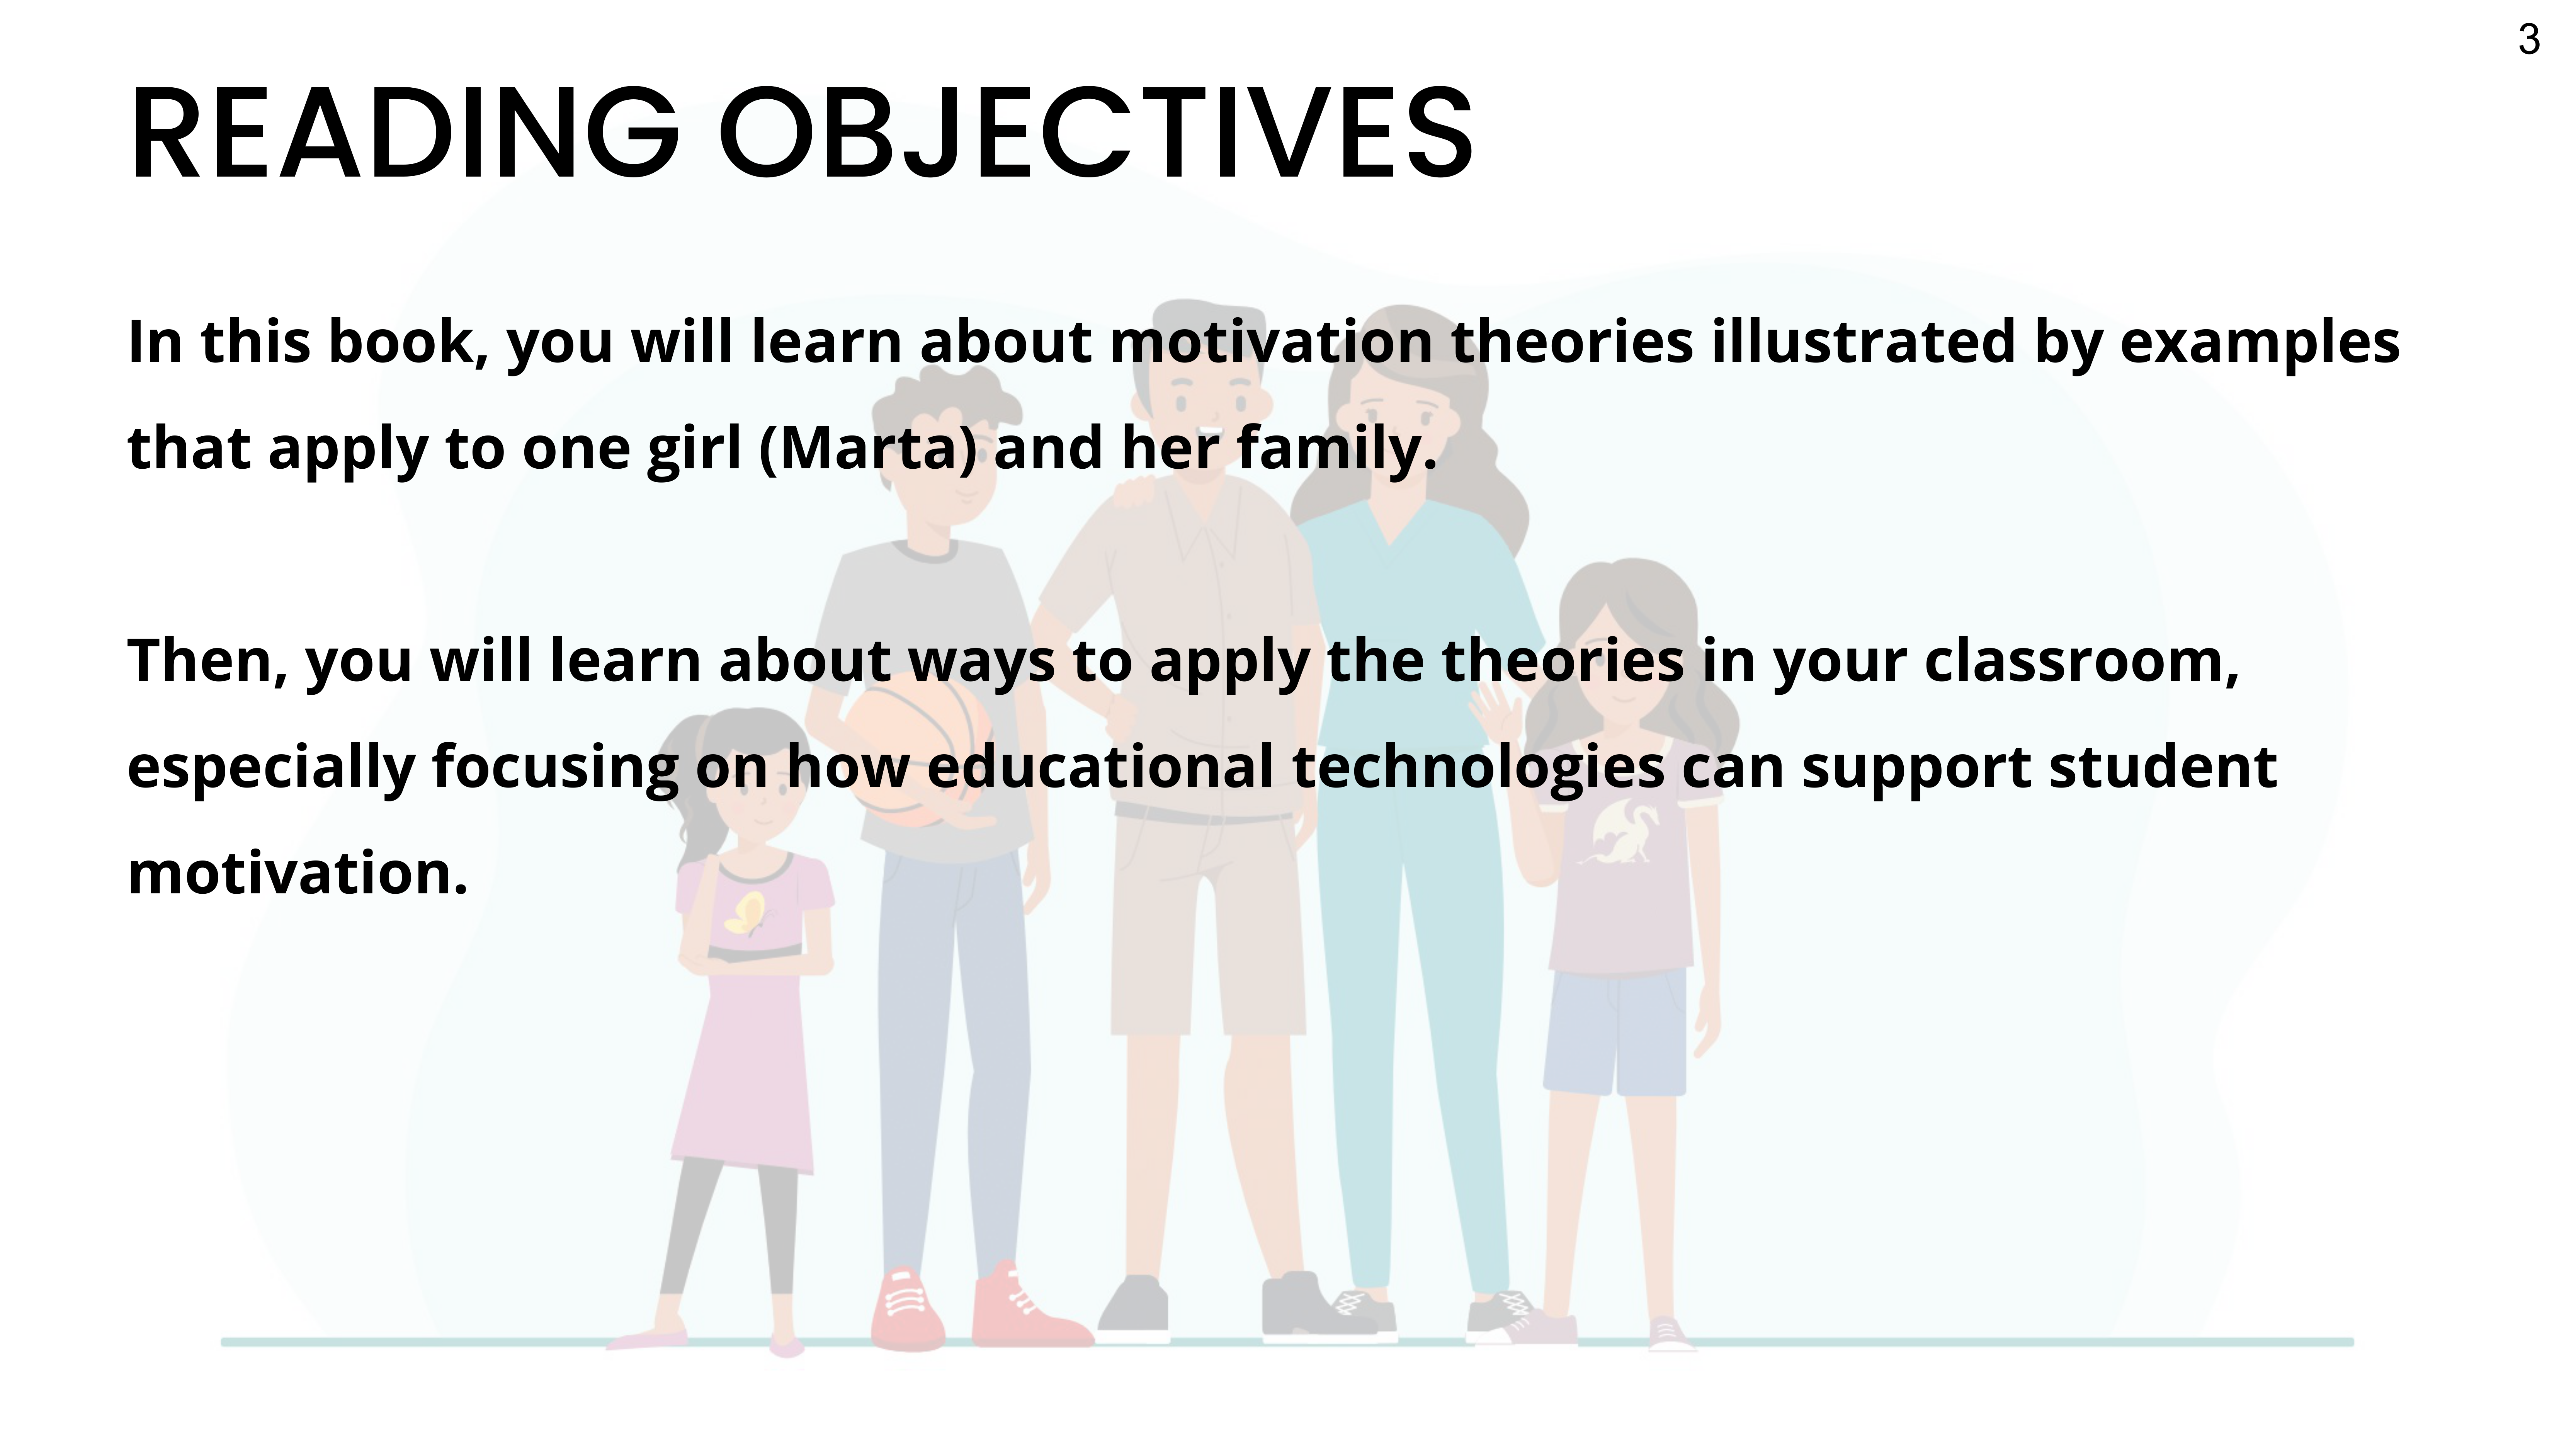 3
READING OBJECTIVES
In this book, you will learn about motivation theories illustrated by examples
that apply to one girl (Marta) and her family.
Then, you will learn about ways to apply the theories in your classroom,
especially focusing on how educational technologies can support student
motivation.